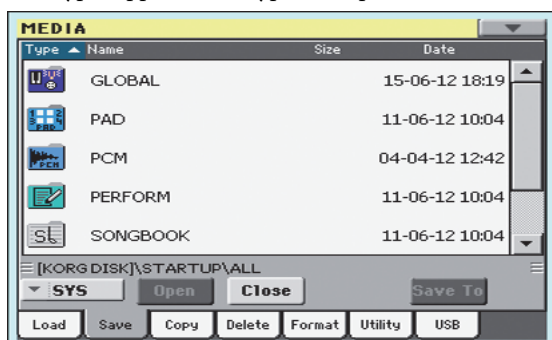 MEDIA
Type Name Size Date
GLOBAL 15-06-12 18:19
PAD 11-06-12 10:04
PCM 04-04-12 12:42
PERFORM 11-06-12 10:04
SL SONGBOOK 11-06-12 10:04
[KORG DISK]\STARTUP\ALL
SYS Open Close Save To
Load Save Copy Delete Format Utility USB